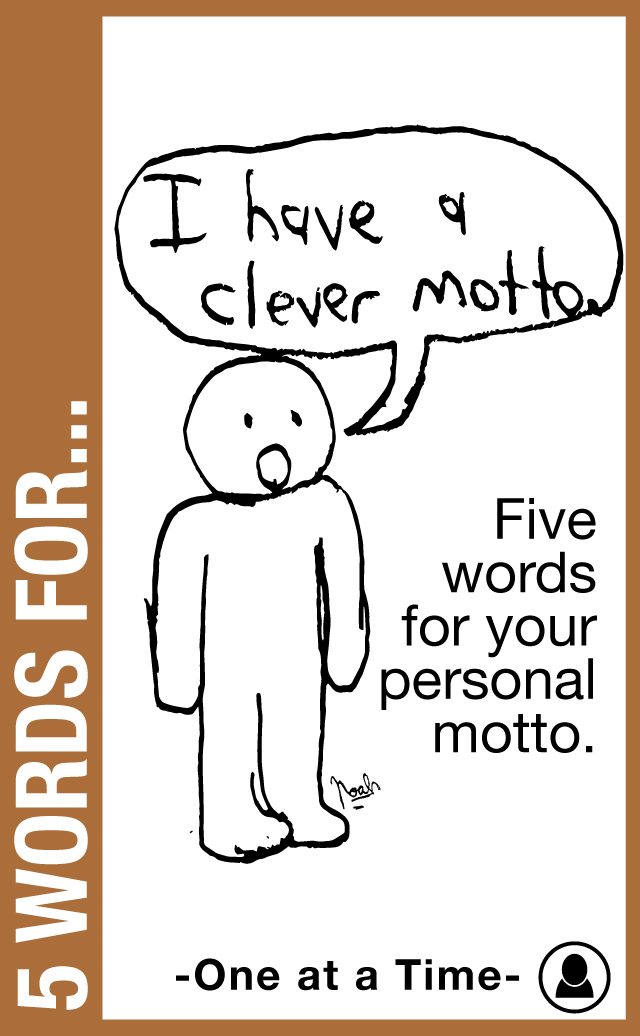 5 WORDS FOR...
I have a
clever motto.
Five
words
for your
personal
motto.
Noah
-One at a Time-